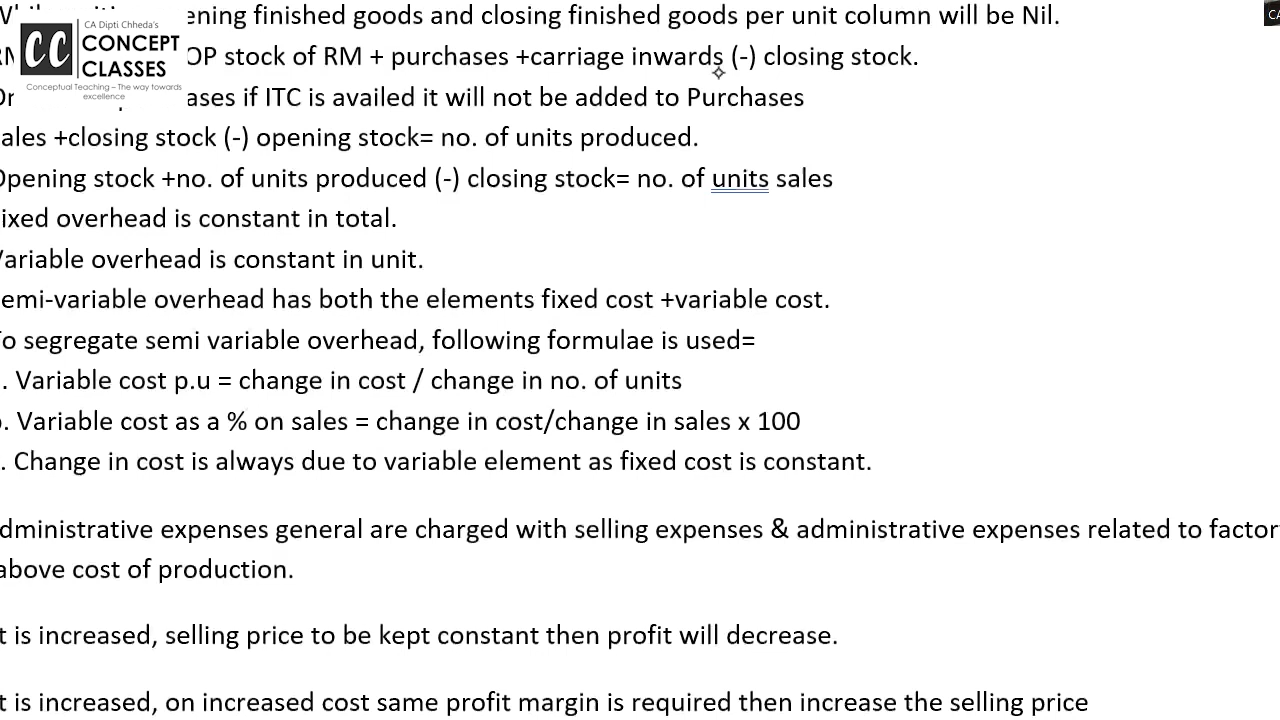 ening finished goods and closing finished goods per unit column will be Nil.
CA Dipti Chheda's
CC CONCEPT CLASSES
Conceptual Teaching – The way towards excellence
OP stock of RM + purchases +carriage inwards (-) closing stock.
ases if ITC is availed it will not be added to Purchases
ales +closing stock (-) opening stock= no. of units produced.
Opening stock +no. of units produced (-) closing stock= no. of units sales
ixed overhead is constant in total.
Variable overhead is constant in unit.
emi-variable overhead has both the elements fixed cost +variable cost.
To segregate semi variable overhead, following formulae is used=
. Variable cost p.u = change in cost / change in no. of units
. Variable cost as a % on sales = change in cost/change in sales x 100
. Change in cost is always due to variable element as fixed cost is constant.
dministrative expenses general are charged with selling expenses & administrative expenses related to factor
above cost of production.
t is increased, selling price to be kept constant then profit will decrease.
t is increased, on increased cost same profit margin is required then increase the selling price